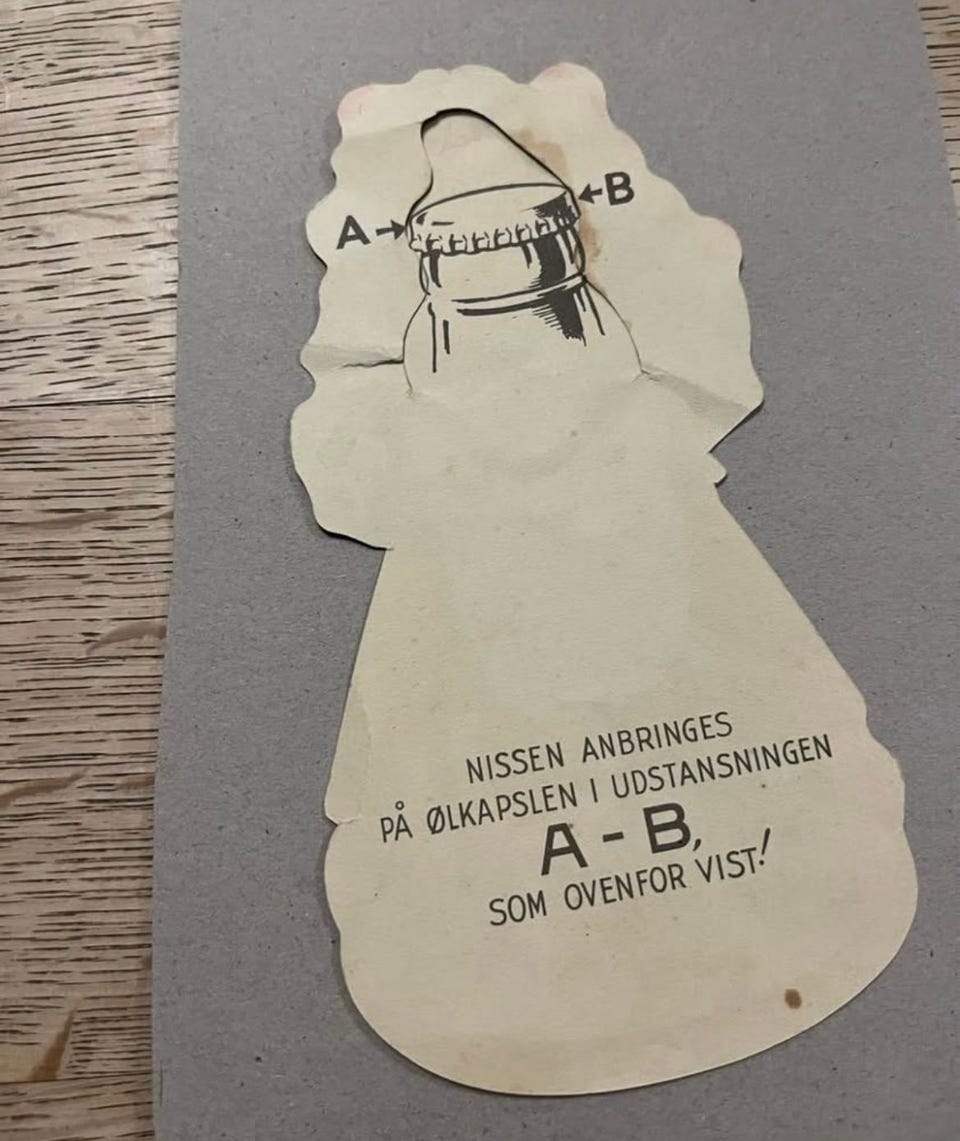 A
B
NISSEN ANBRINGES
PÅ ØLKAPSLEN I UDSTANSNINGEN
A - B,
SOM OVENFOR VIST!